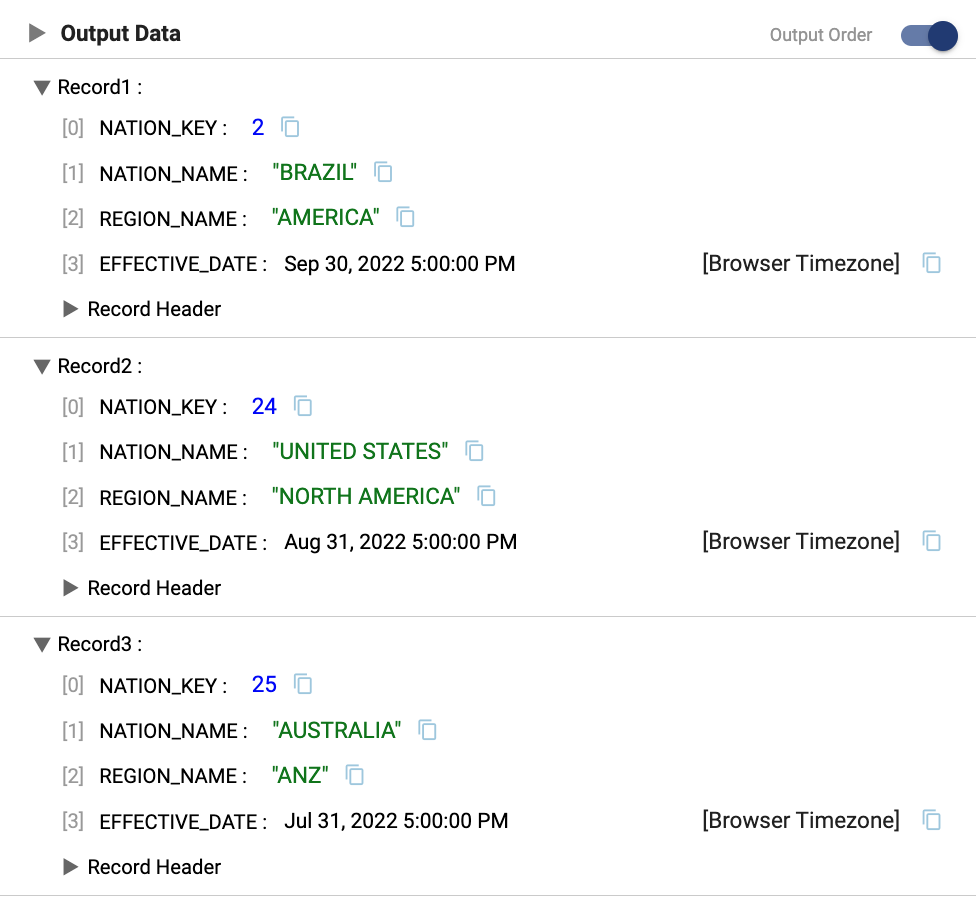 Output Data Output Order
Record1 :
[0] NATION_KEY : 2
[1] NATION_NAME : "BRAZIL"
[2] REGION_NAME : "AMERICA"
[3] EFFECTIVE_DATE : Sep 30, 2022 5:00:00 PM [Browser Timezone]
Record Header
Record2 :
[0] NATION_KEY : 24
[1] NATION_NAME : "UNITED STATES"
[2] REGION_NAME : "NORTH AMERICA"
[3] EFFECTIVE_DATE : Aug 31, 2022 5:00:00 PM [Browser Timezone]
Record Header
Record3 :
[0] NATION_KEY : 25
[1] NATION_NAME : "AUSTRALIA"
[2] REGION_NAME : "ANZ"
[3] EFFECTIVE_DATE : Jul 31, 2022 5:00:00 PM [Browser Timezone]
Record Header